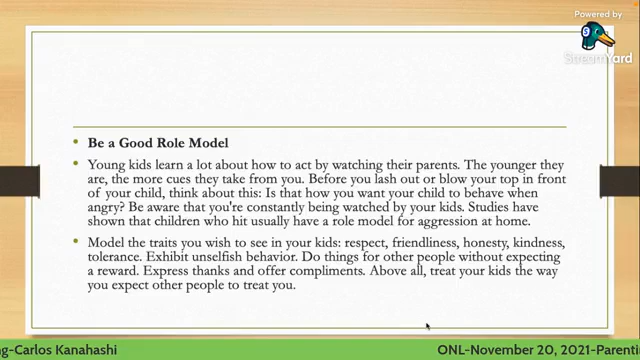 Powered by
StreamYard
Be a Good Role Model
Young kids learn a lot about how to act by watching their parents. The younger they
are, the more cues they take from you. Before you lash out or blow your top in front
of your child, think about this: Is that how you want your child to behave when
angry? Be aware that you're constantly being watched by your kids. Studies have
shown that children who hit usually have a role model for aggression at home.
Model the traits you wish to see in your kids: respect, friendliness, honesty, kindness,
tolerance. Exhibit unselfish behavior. Do things for other people without expecting
a reward. Express thanks and offer compliments. Above all, treat your kids the way
you expect other people to treat you.
g-Carlos Kanahashi ONL-November 20, 2021-Parenti